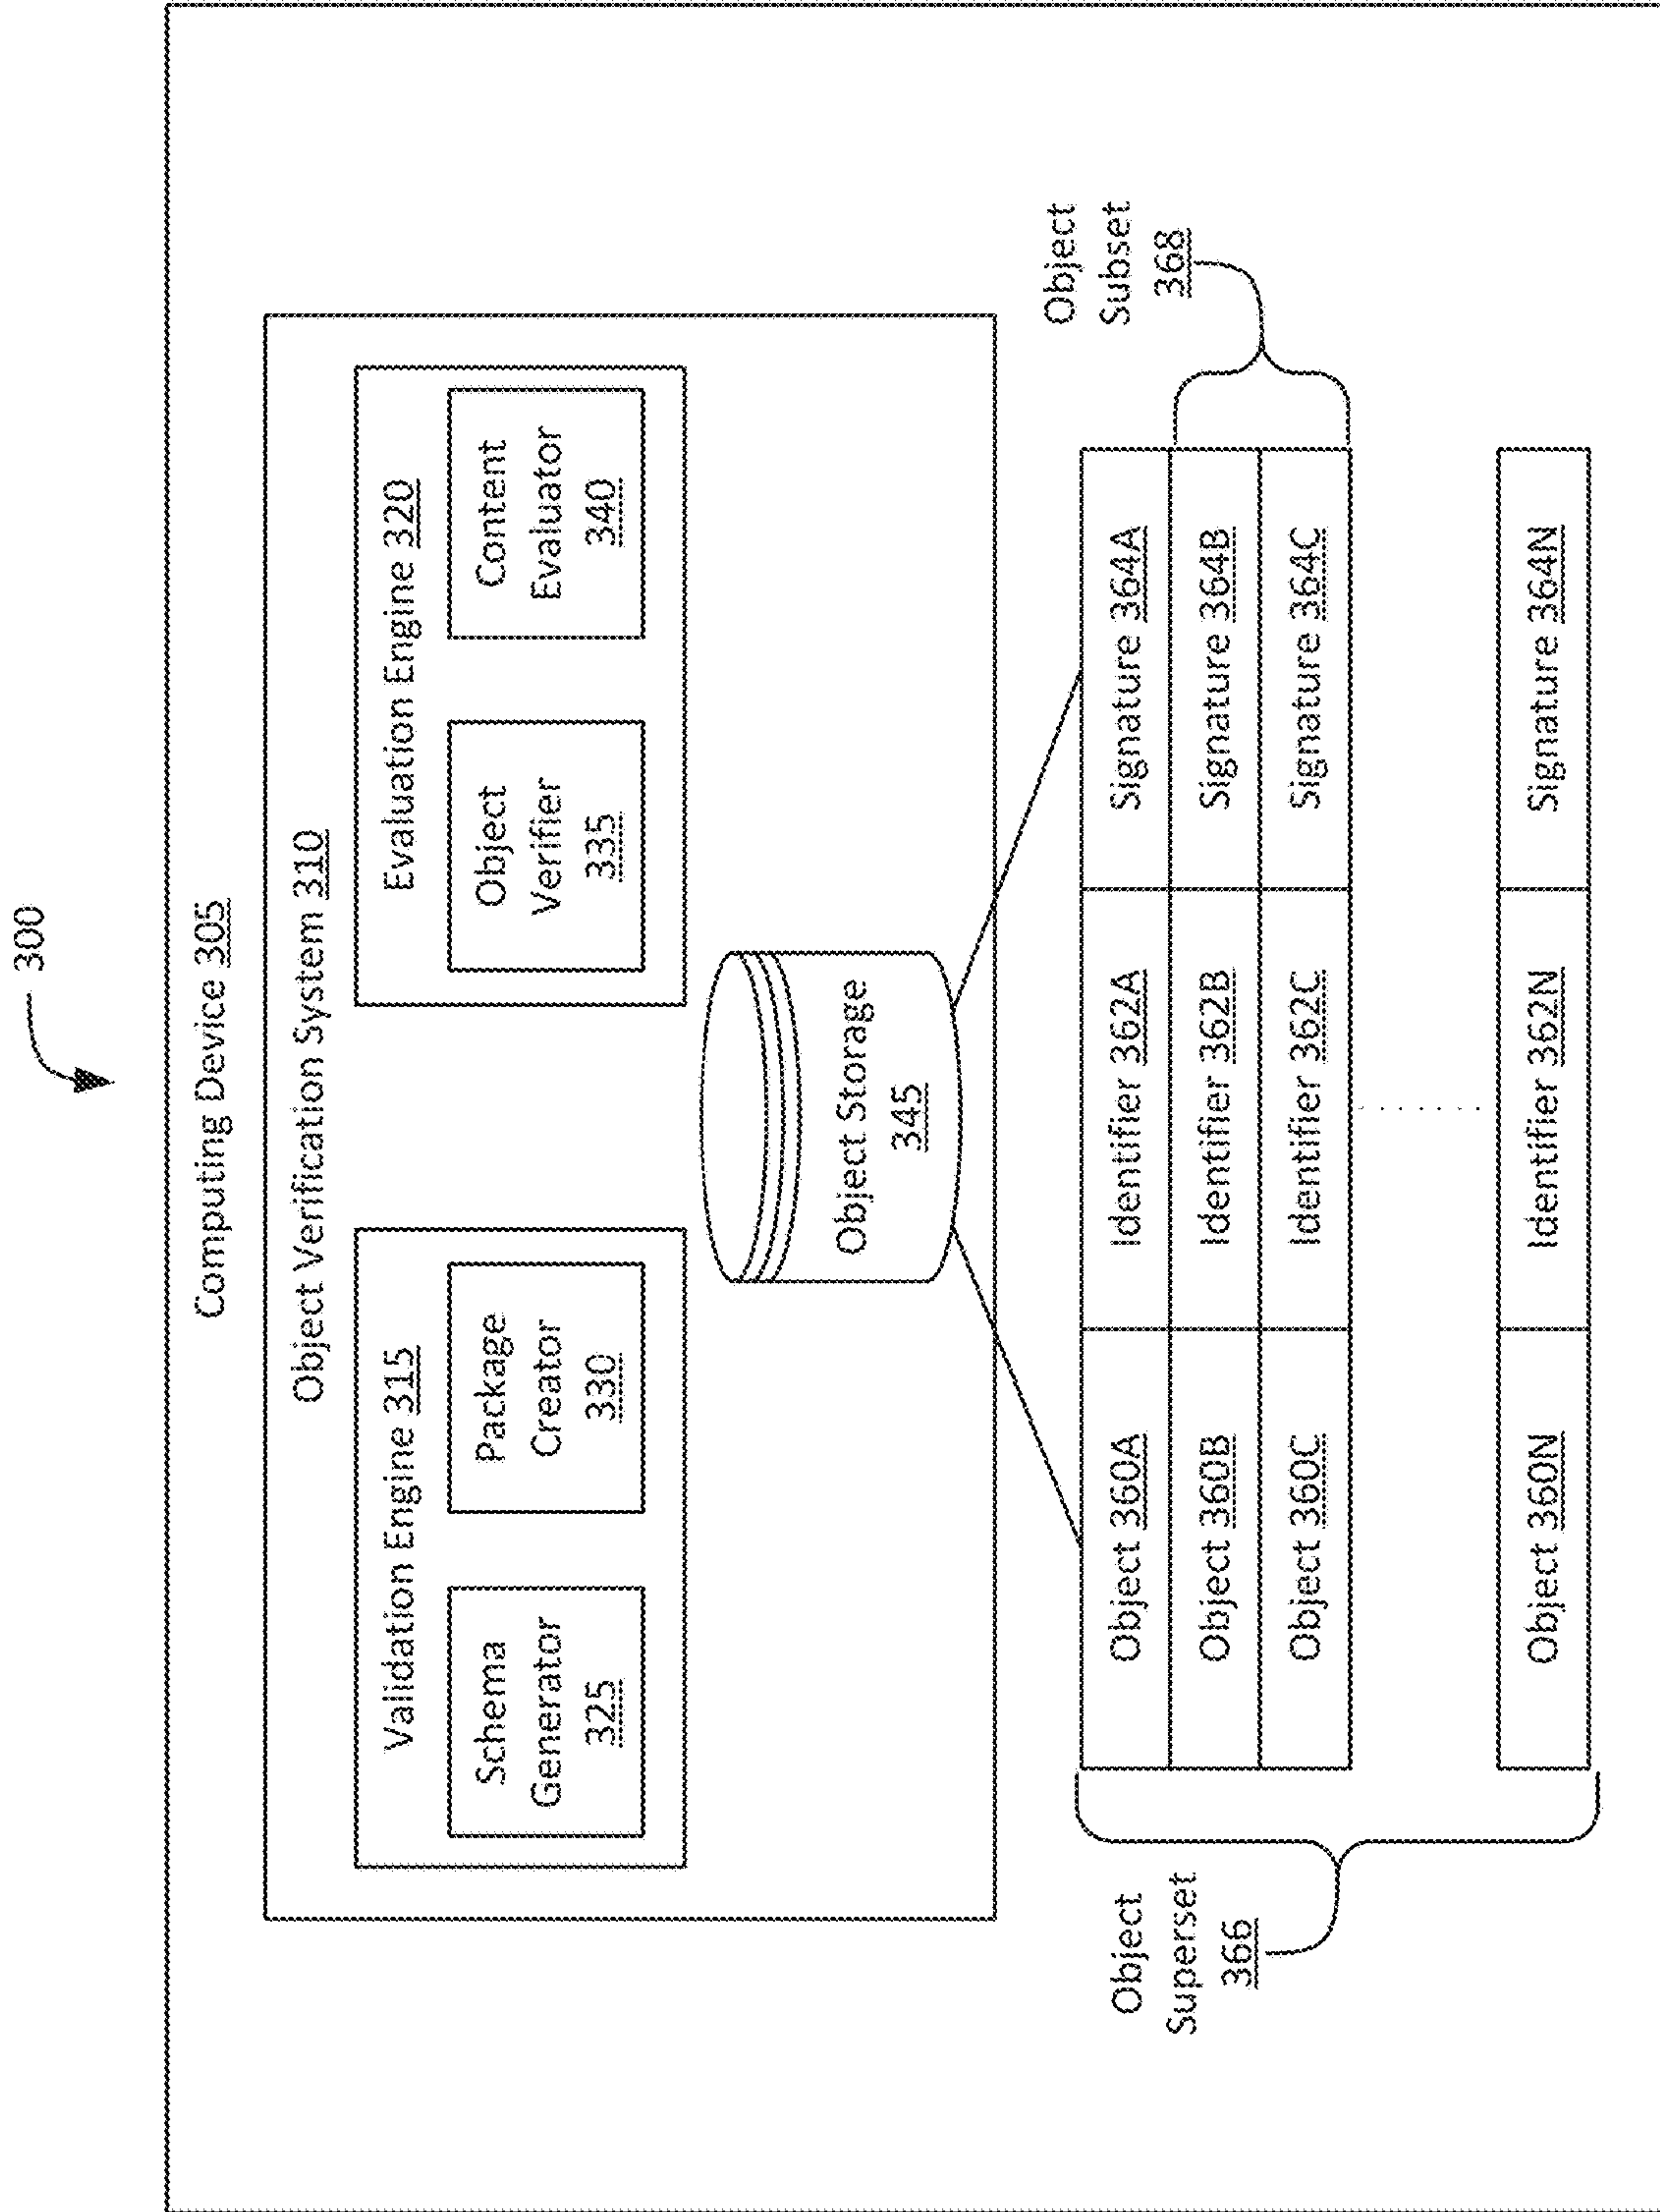 300
Computing Device 305
Object Verification System 310
Validation Engine 315
Schema
Generator
325
Package
Creator
330
Evaluation Engine 320
Object
Verifier
335
Content
Evaluator
340
Object Storage
345
Object
Superset
366
Object
Subset
368
Object 360A
Identifier 362A
Signature 364A
Object 360B
Identifier 362B
Signature 364B
Object 360C
Identifier 362C
Signature 364C
Object 360N
Identifier 362N
Signature 364N